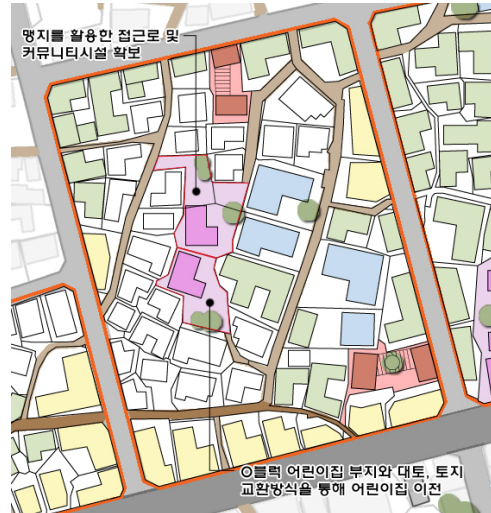 맹지를 활용한 접근로 및
커뮤니티시설 확보
O블럭 어린이집 부지와 대토, 토지
교환방식을 통해 어린이집 이전